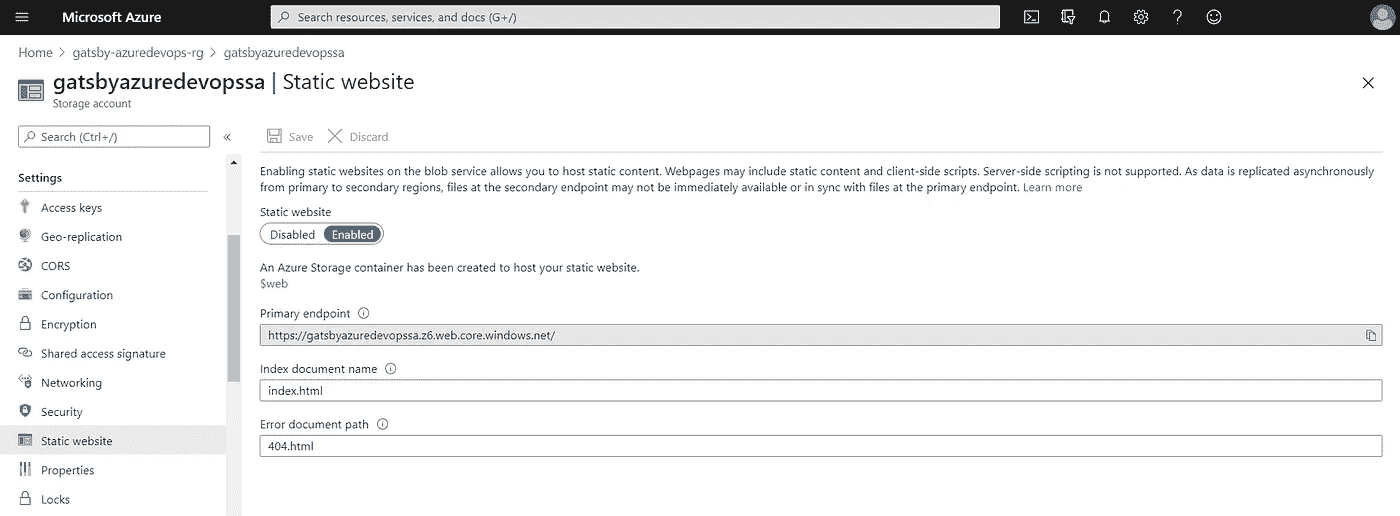 Microsoft Azure
Search resources, services, and docs (G+/)
Home > gatsby-azuredevops-rg > gatsbyazuredevopssa
gatsbyazuredevopssa | Static website
Storage account
Search (Ctrl+/)
«
Save
Discard
Settings
Access keys
Geo-replication
CORS
Configuration
Encryption
Shared access signature
Networking
Security
Static website
Properties
Locks
Enabling static websites on the blob service allows you to host static content. Webpages may include static content and client-side scripts. Server-side scripting is not supported. As data is replicated asynchronously
from primary to secondary regions, files at the secondary endpoint may not be immediately available or in sync with files at the primary endpoint. Learn more
Static website
Disabled Enabled
An Azure Storage container has been created to host your static website.
$web
Primary endpoint
https://gatsbyazuredevopssa.z6.web.core.windows.net/
Index document name
index.html
Error document path
404.html